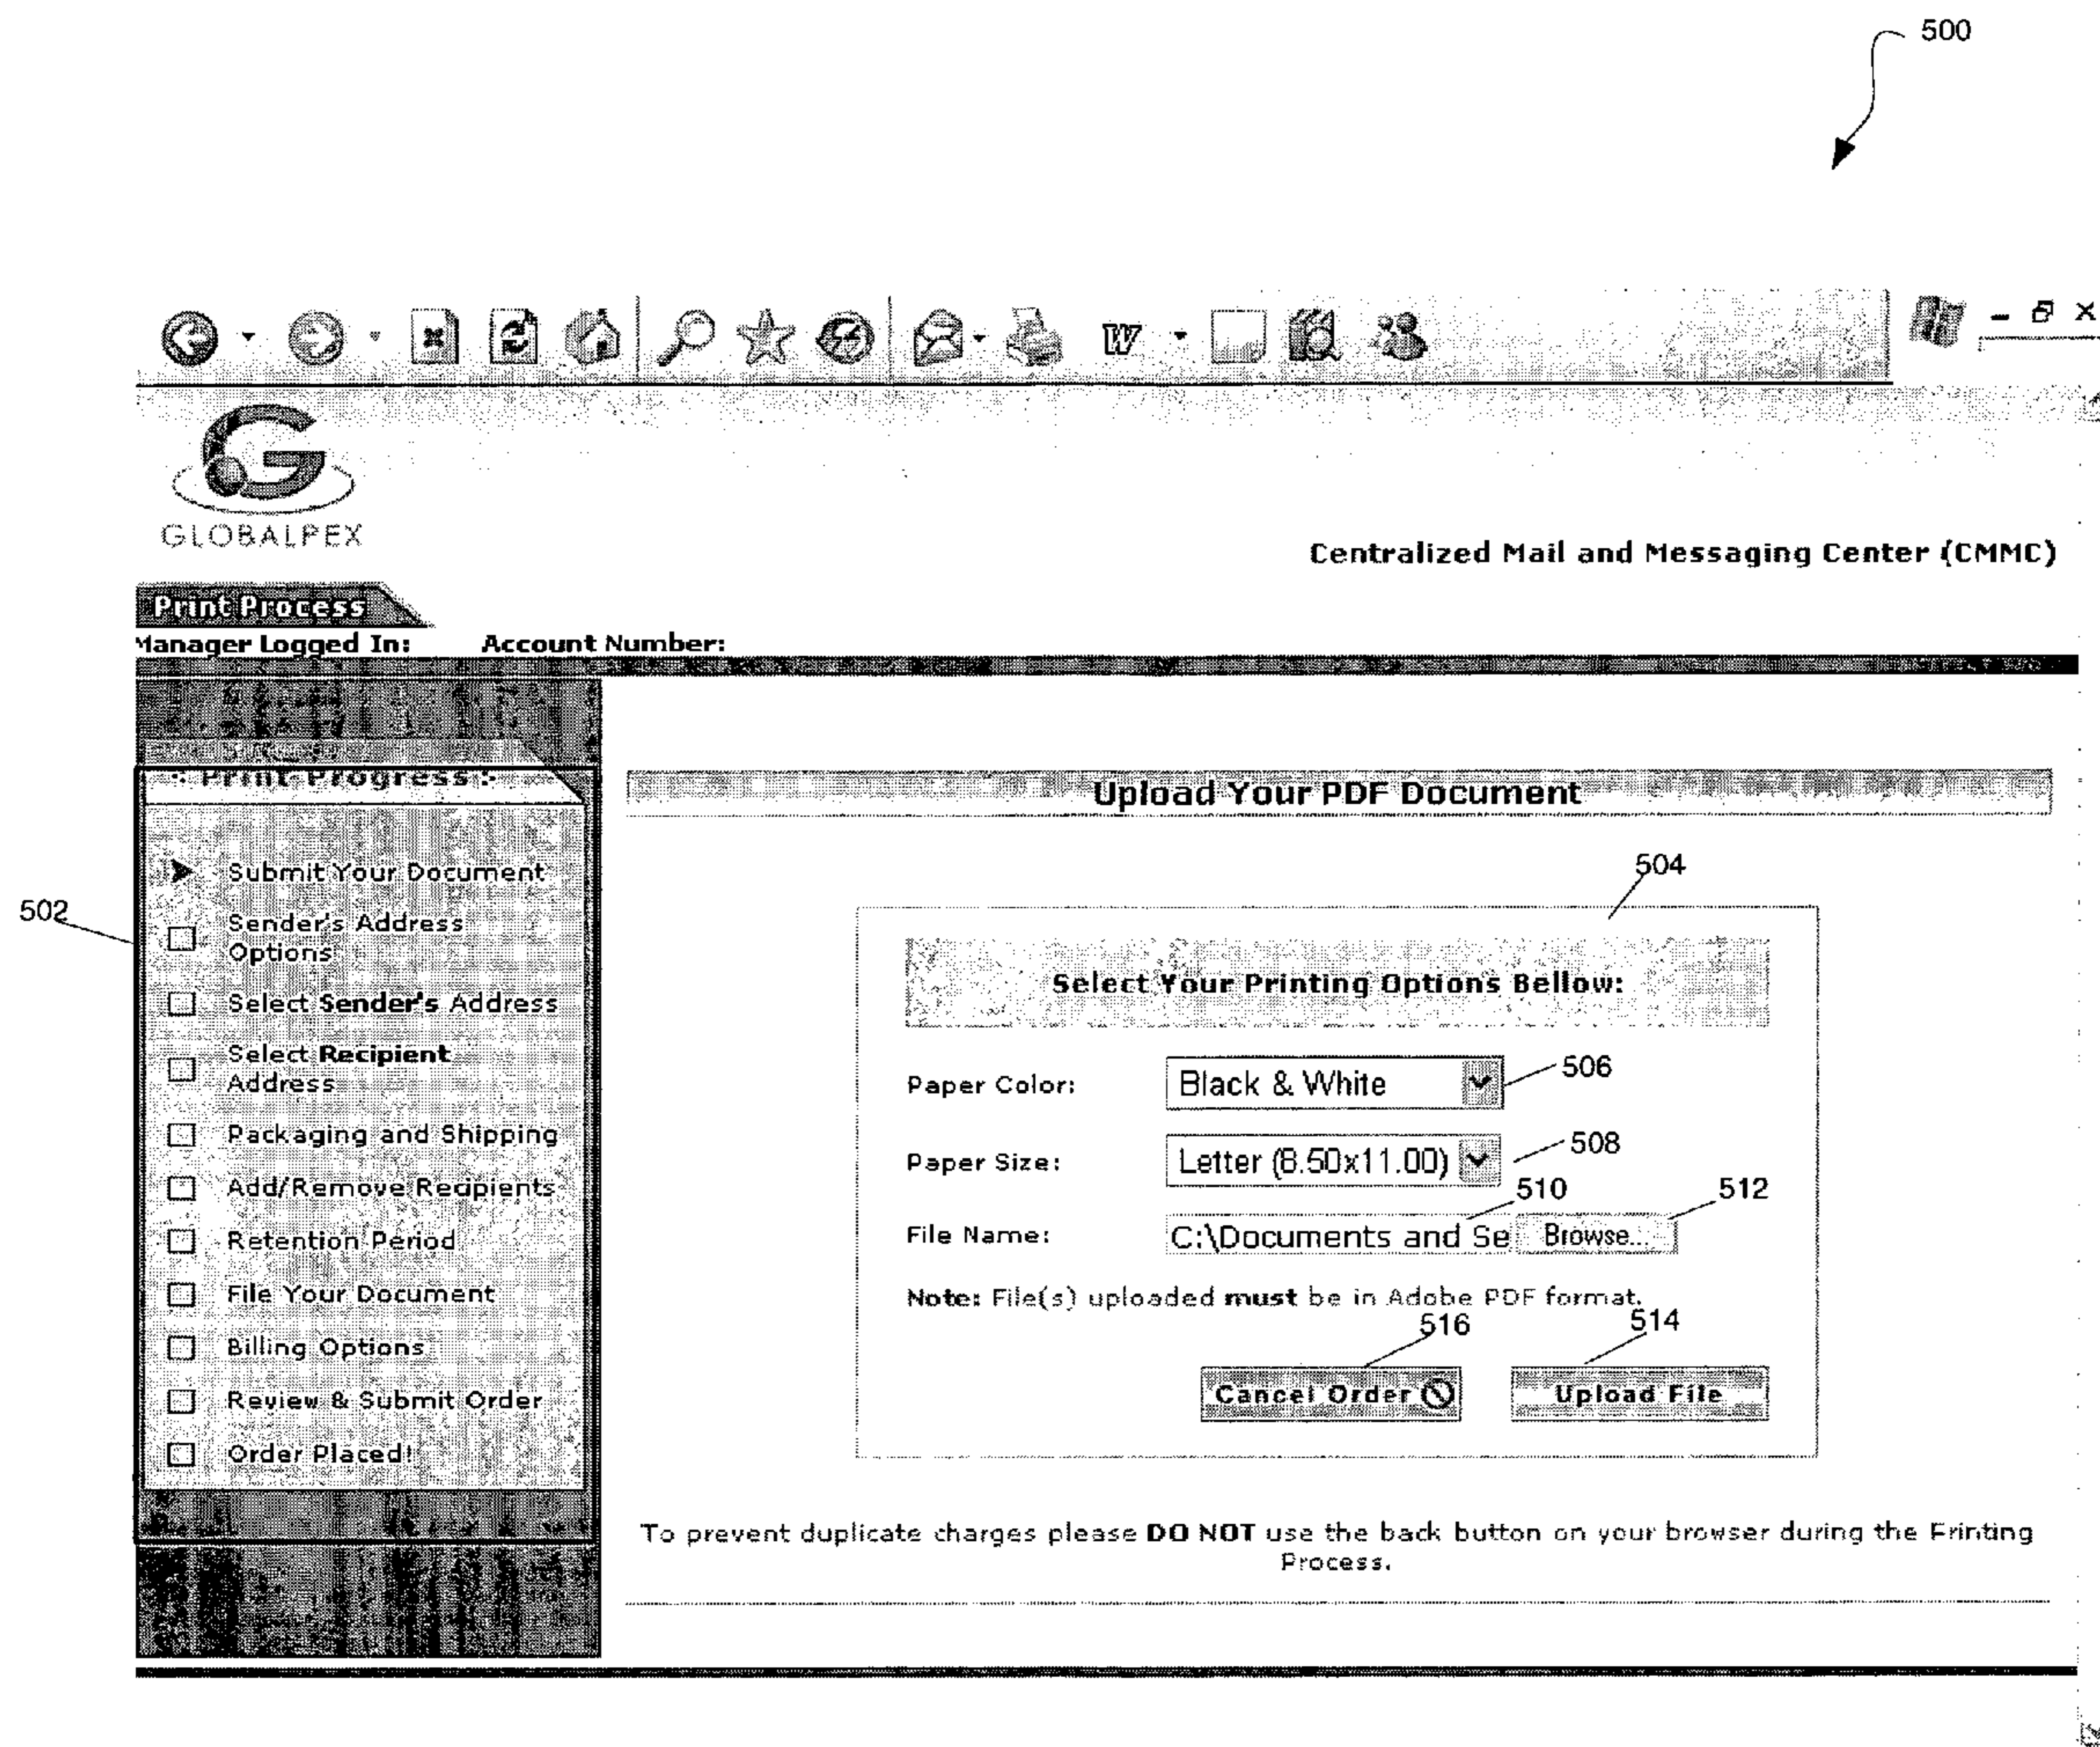 500
GLOBALPEX
Centralized Mail and Messaging Center (CMMC)
Print Process
Manager Logged In: Account Number:
:: Print Progress ::
Upload Your PDF Document
502
Submit Your Document
Sender's Address
Options
Select Sender's Address
Select Recipient
Address
Packaging and Shipping
Add/Remove Recipients
Retention Period
File Your Document
Billing Options
Review & Submit Order
Order Placed!
504
Select Your Printing Options Bellow:
Paper Color: Black & White 506
Paper Size: Letter (8.50x11.00) 508
510 512
File Name: C:\Documents and Se Browse...
Note: File(s) uploaded must be in Adobe PDF format.
516 514
Cancel Order Upload File
To prevent duplicate charges please DO NOT use the back button on your browser during the Printing
Process.